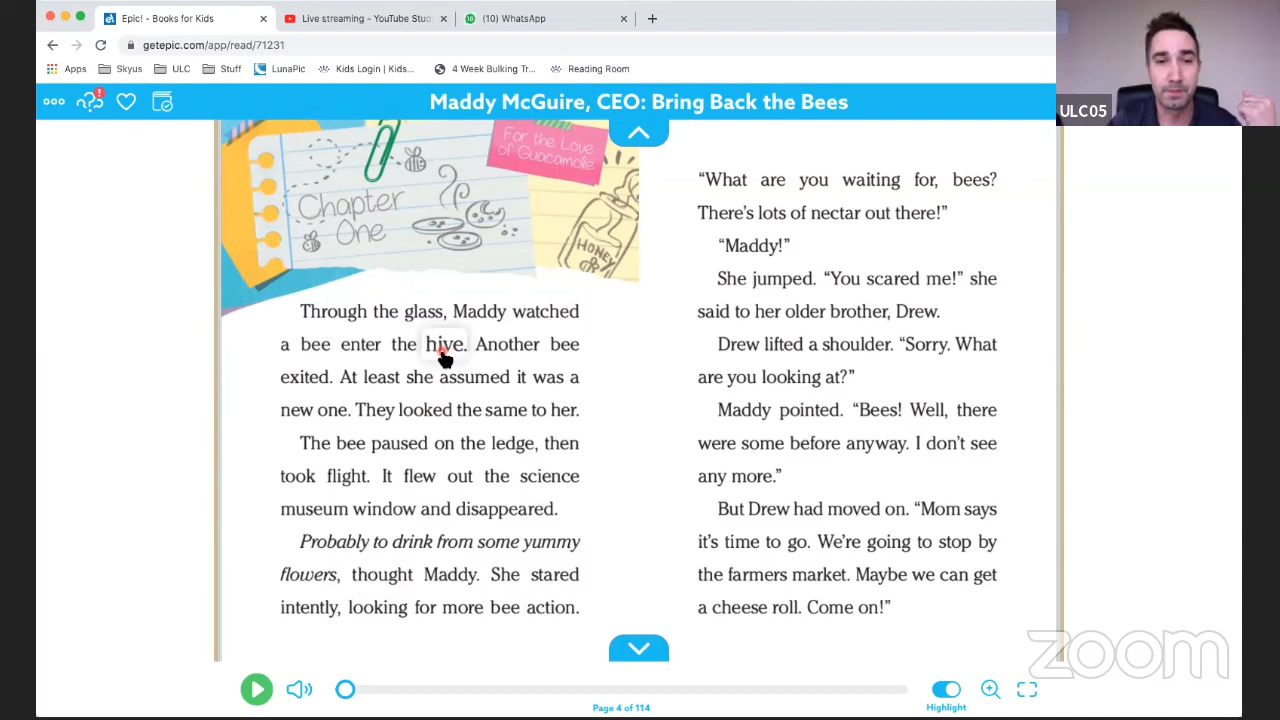 Epic! - Books for Kids
Live streaming - YouTube Stud
(10) WhatsApp
getepic.com/app/read/71231
Apps Skyus ULC Stuff LunaPic Kids Login | Kids... 4 Week Bulking Tr... Reading Room
Maddy McGuire, CEO: Bring Back the Bees
ULC05
For the Love
of Guacamole
Chapter
One
HONEY
Through the glass, Maddy watched
a bee enter the hive. Another bee
exited. At least she assumed it was a
new one. They looked the same to her.
The bee paused on the ledge, then
took flight. It flew out the science
museum window and disappeared.
Probably to drink from some yummy
flowers, thought Maddy. She stared
intently, looking for more bee action.
“What are you waiting for, bees?
There’s lots of nectar out there!”
“Maddy!”
She jumped. “You scared me!” she
said to her older brother, Drew.
Drew lifted a shoulder. “Sorry. What
are you looking at?”
Maddy pointed. “Bees! Well, there
were some before anyway. I don’t see
any more.”
But Drew had moved on. “Mom says
it’s time to go. We’re going to stop by
the farmers market. Maybe we can get
a cheese roll. Come on!”
zoom
Page 4 of 114
Highlight